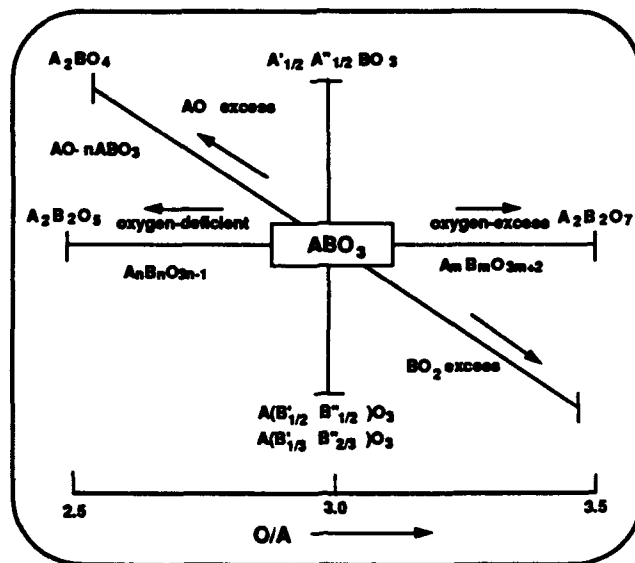 A₂BO₄
A'₁/₂ A"₁/₂ BO ₃
AO excess
AO- nABO₃
A₂B₂O₅
oxygen-deficient
ABO₃
oxygen-excess
A₂B₂O₇
AnBnO3n-1
AmBmO3m+2
BO₂ excess
A(B'₁/₂ B"₁/₂ )O₃
A(B'₁/₃ B"₂/₃ )O₃
2.5 3.0 3.5
O/A